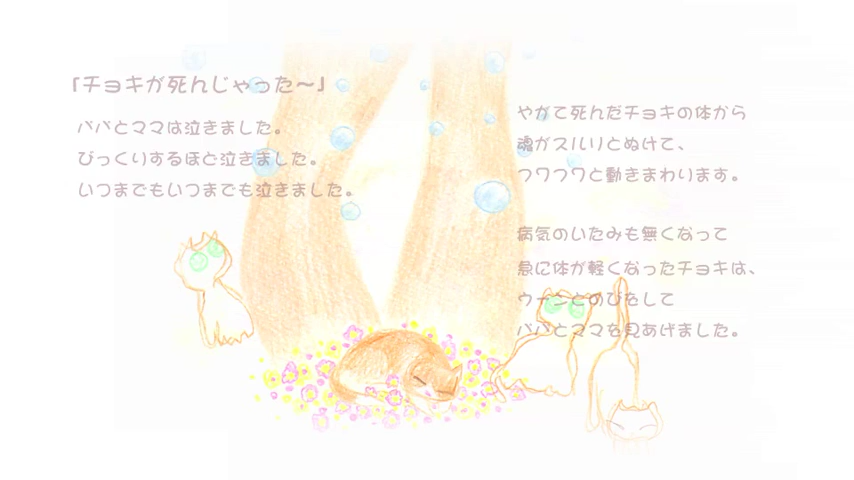 「チョキが死んじゃった～」
パパとママは泣きました。
びっくりするほど泣きました。
いつまでもいつまでも泣きました。
やがて死んだチョキの体から
魂がスルリとぬけて、
フワフワと動きまわります。
病気のいたみも無くなって
急に体が軽くなったチョキは、
ウーンとのびをして
パパとママを見あげました。